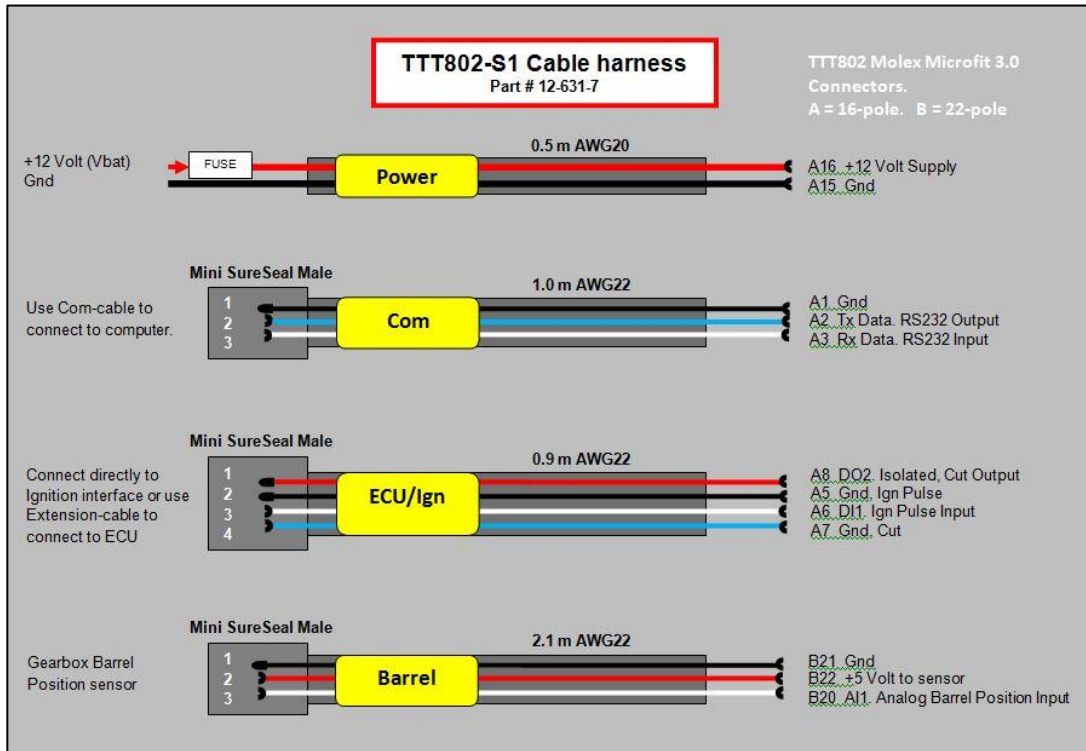 TTT802-S1 Cable harness
Part # 12-631-7
TTT802 Molex Microfit 3.0
Connectors.
A = 16-pole. B = 22-pole
+12 Volt (Vbat)
Gnd
FUSE
Power
0.5 m AWG20
A16 +12 Volt Supply
A15 Gnd
Mini SureSeal Male
Use Com-cable to
connect to computer.
1
2
3
Com
1.0 m AWG22
A1 Gnd
A2 Tx Data. RS232 Output
A3 Rx Data. RS232 Input
Mini SureSeal Male
Connect directly to
Ignition interface or use
Extension-cable to
connect to ECU
1
2
3
4
ECU/Ign
0.9 m AWG22
A8 DO2. Isolated, Cut Output
A5 Gnd, Ign Pulse
A6 DI1. Ign Pulse Input
A7 Gnd, Cut
Mini SureSeal Male
Gearbox Barrel
Position sensor
1
2
3
Barrel
2.1 m AWG22
B21 Gnd
B22 +5 Volt to sensor
B20 AI1. Analog Barrel Position Input